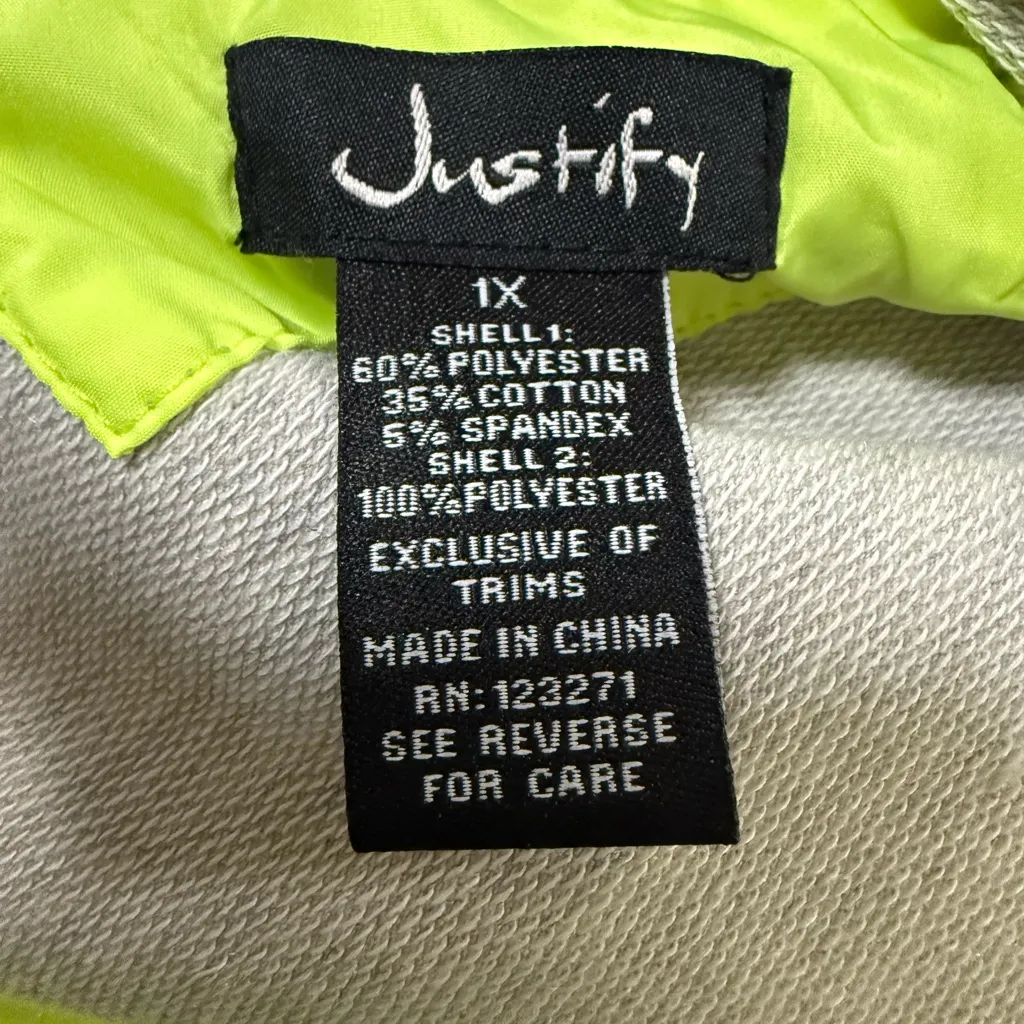 Justify
1X
SHELL 1:
60% POLYESTER
35% COTTON
5% SPANDEX
SHELL 2:
100% POLYESTER
EXCLUSIVE OF
TRIMS
MADE IN CHINA
RN: 123271
SEE REVERSE
FOR CARE